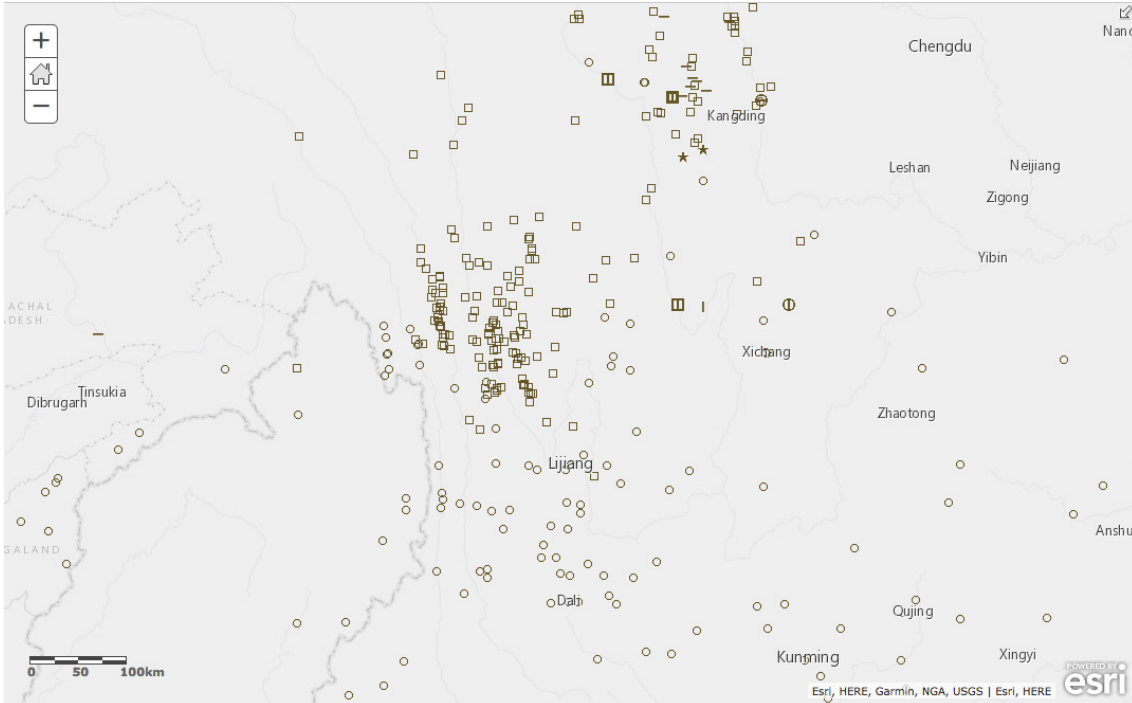 +
−
Chengdu
Nanc
Kangding
Leshan
Neijiang
Zigong
Yibin
ACHAL
DESH
Xichang
Tinsukia
Dibrugarh
Zhaotong
Lijiang
Anshu
GALAND
Dali
Qujing
Kunming
Xingyi
0 50 100km
POWERED BY
esri
Esri, HERE, Garmin, NGA, USGS | Esri, HERE